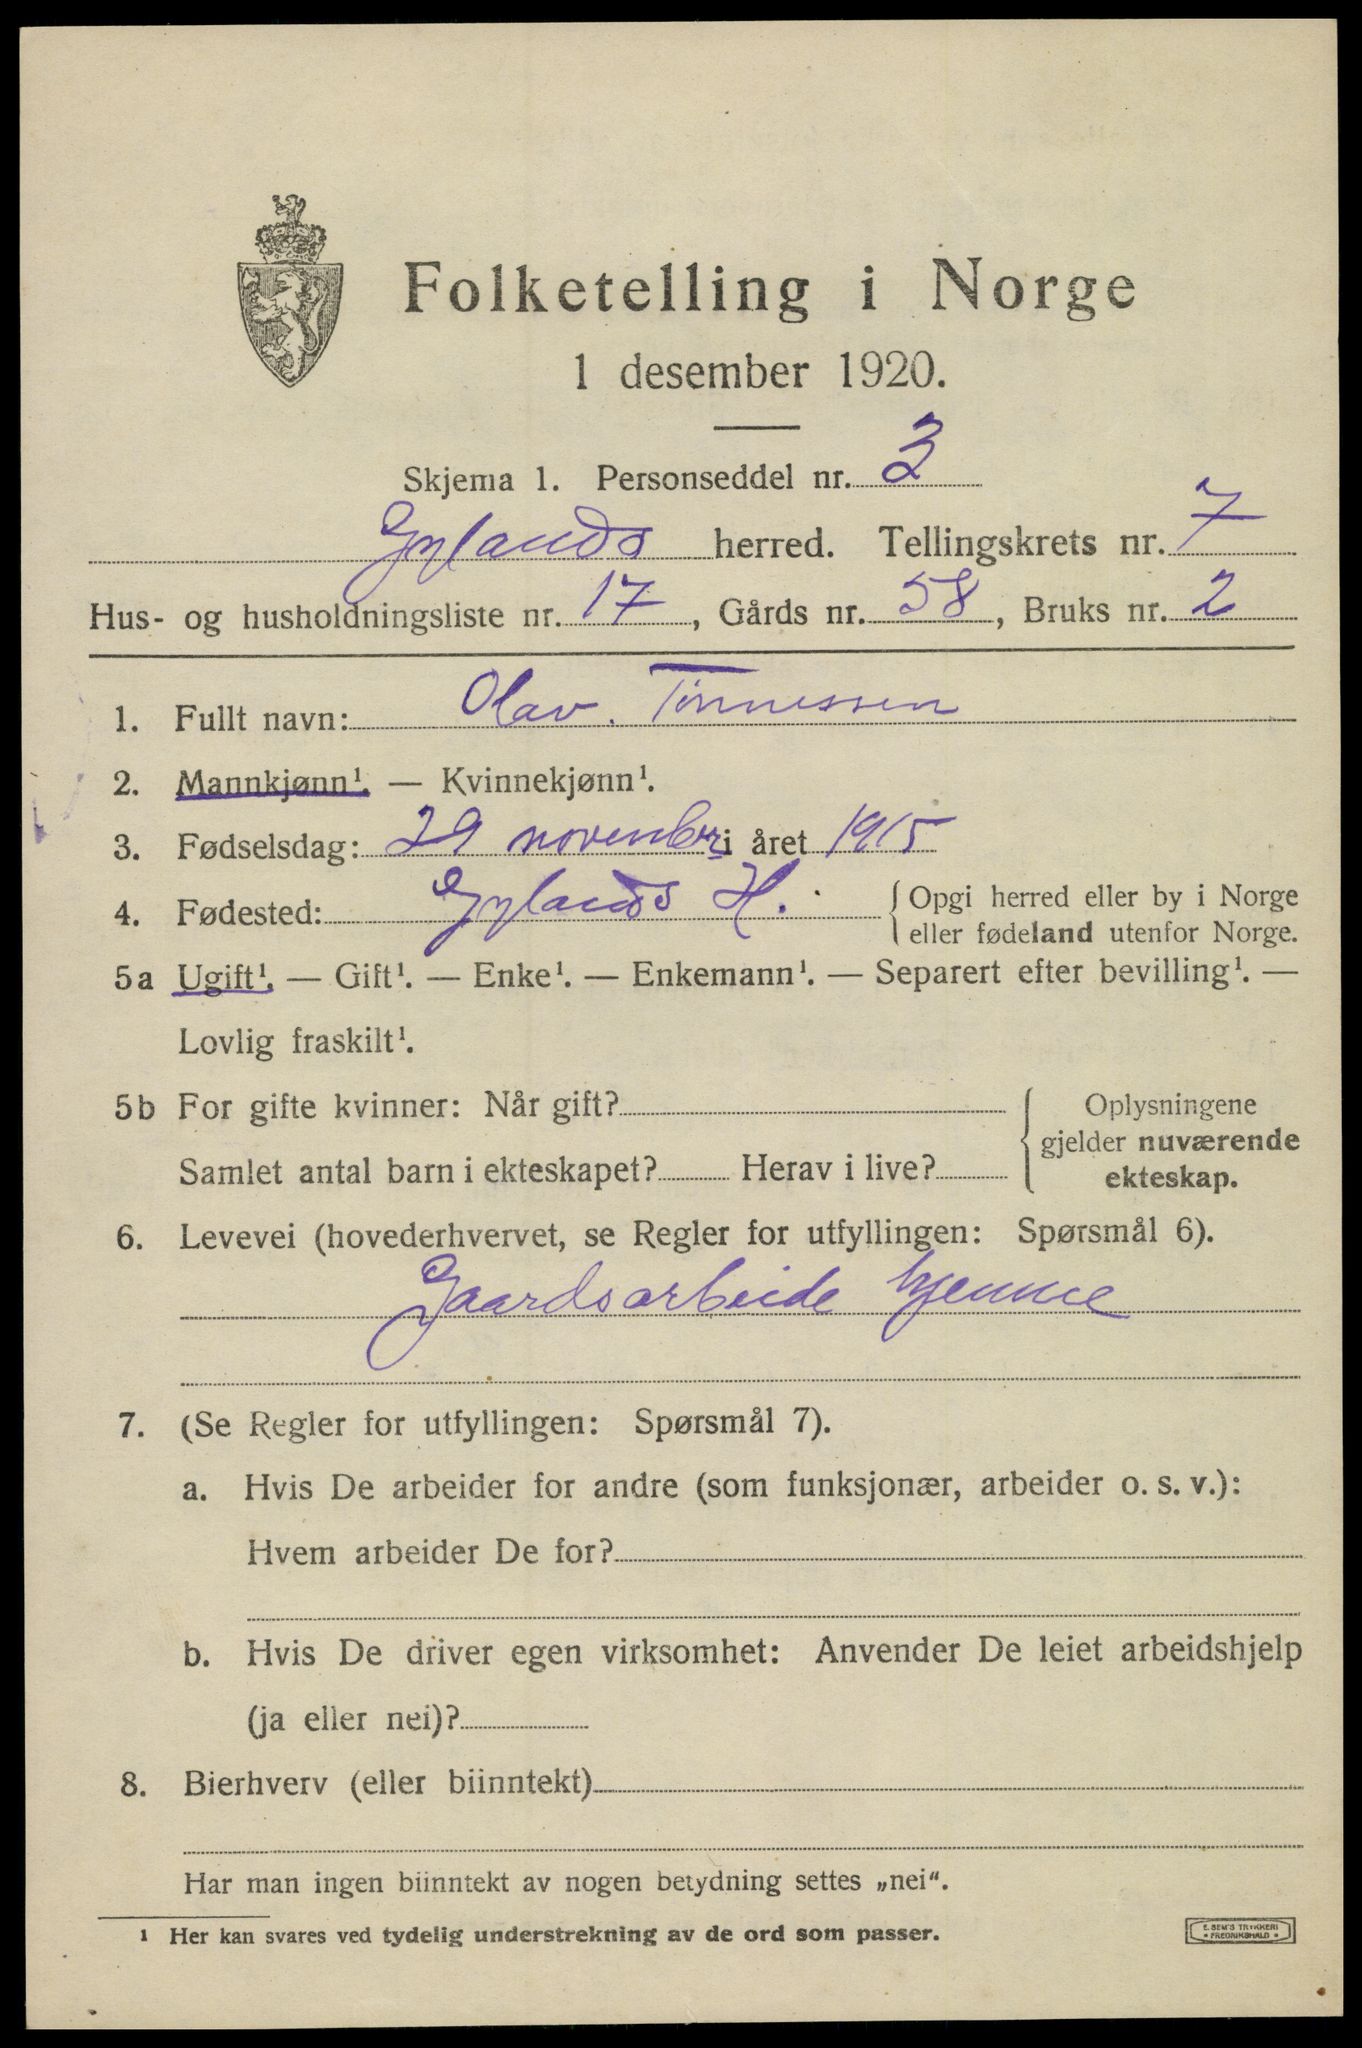 Folketelling i Norge
1 desember 1920.
Skjema 1. Personseddel nr. 3
Gylands herred. Tellingskrets nr. 7
Hus- og husholdningsliste nr. 17, Gårds nr. 58, Bruks nr. 2
1. Fullt navn: Olav. Tønnessen
2. Mannkjønn¹. — Kvinnekjønn¹.
3. Fødselsdag: 29 november i året 1915
4. Fødested: Gylands H. { Opgi herred eller by i Norge
eller fødeland utenfor Norge.
5a Ugift¹. — Gift¹. — Enke¹. — Enkemann¹. — Separert efter bevilling¹. —
Lovlig fraskilt¹.
5b For gifte kvinner: Når gift? { Oplysningene
gjelder nuværende
Samlet antal barn i ekteskapet? Herav i live?
ekteskap.
6. Levevei (hovederhvervet, se Regler for utfyllingen: Spørsmål 6).
Gaardsarbeide hjemme
7. (Se Regler for utfyllingen: Spørsmål 7).
a. Hvis De arbeider for andre (som funksjonær, arbeider o. s. v.):
Hvem arbeider De for?
b. Hvis De driver egen virksomhet: Anvender De leiet arbeidshjelp
(ja eller nei)?
8. Bierhverv (eller biinntekt)
Har man ingen biinntekt av nogen betydning settes „nei“.
¹ Her kan svares ved tydelig understrekning av de ord som passer.
E. SEM'S TRYKKERI
• FREDRIKSHALD •